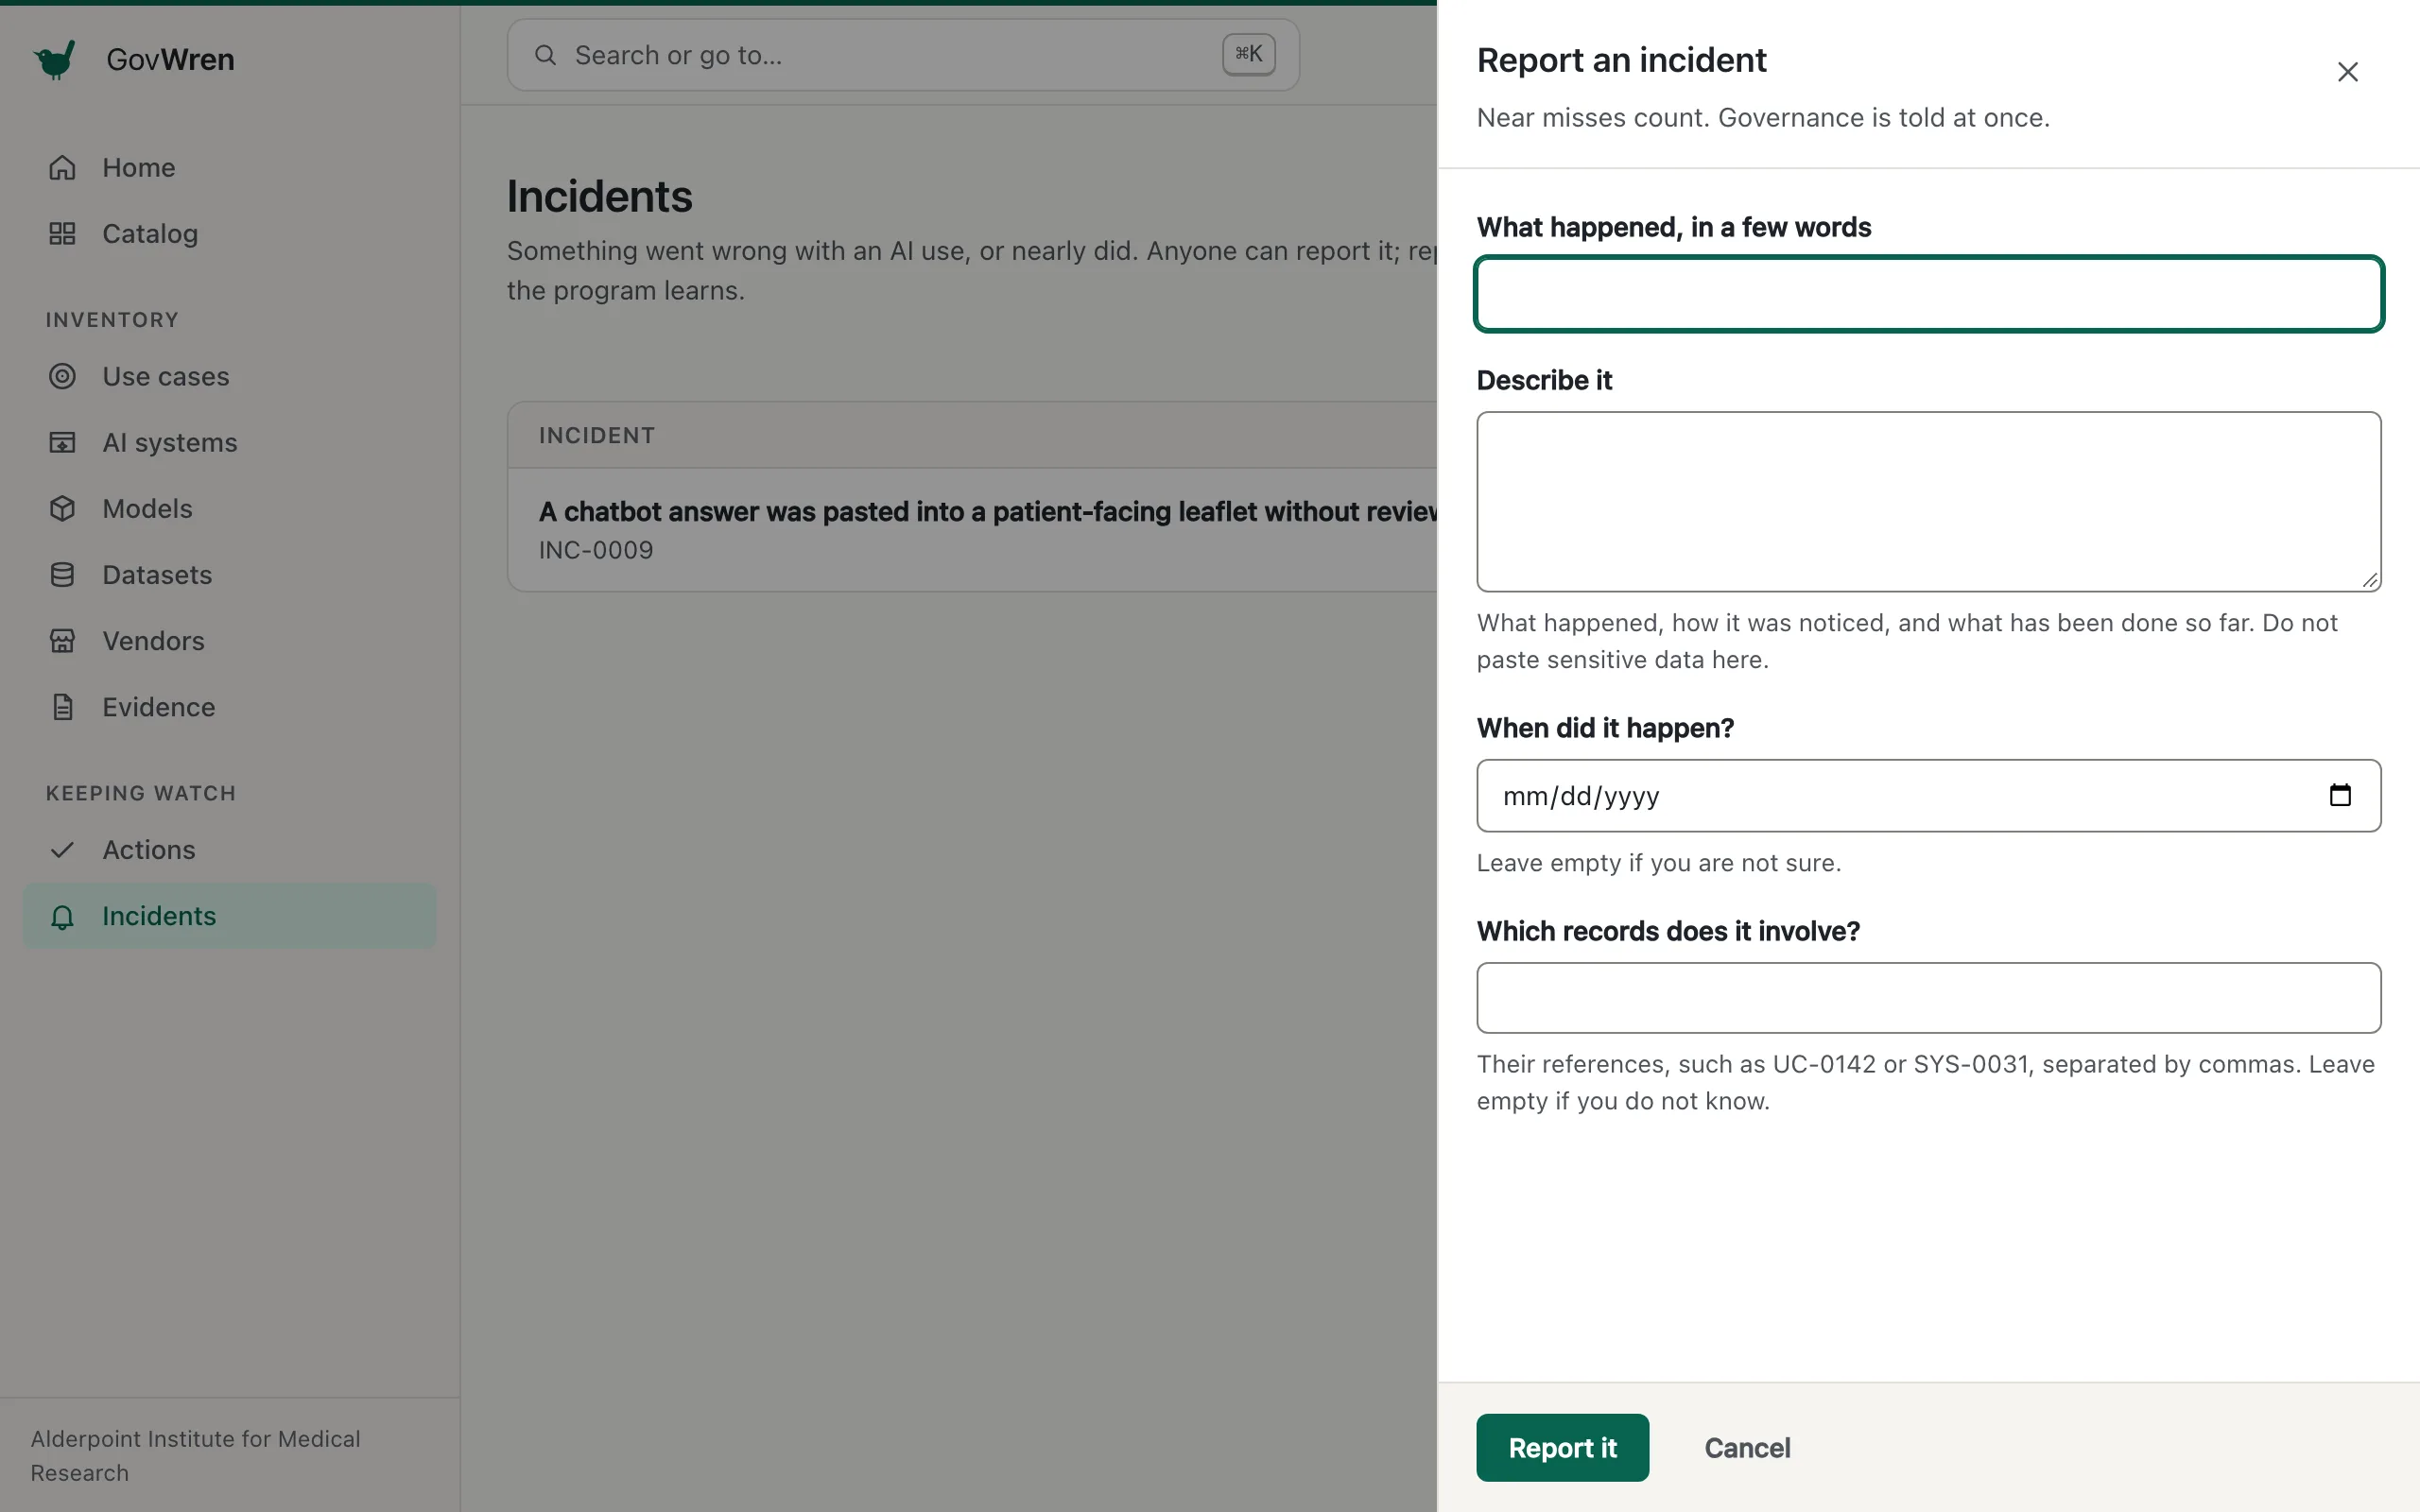 GovWren
Search or go to...
⌘K
Home
Catalog
INVENTORY
Use cases
AI systems
Models
Datasets
Vendors
Evidence
KEEPING WATCH
Actions
Incidents
Alderpoint Institute for Medical
Research
Incidents
Something went wrong with an AI use, or nearly did. Anyone can report it;
the program learns.
INCIDENT
A chatbot answer was pasted into a patient-facing leaflet without review
INC-0009
Report an incident
Near misses count. Governance is told at once.
What happened, in a few words
Describe it
What happened, how it was noticed, and what has been done so far. Do not
paste sensitive data here.
When did it happen?
mm/dd/yyyy
Leave empty if you are not sure.
Which records does it involve?
Their references, such as UC-0142 or SYS-0031, separated by commas. Leave
empty if you do not know.
Report it
Cancel